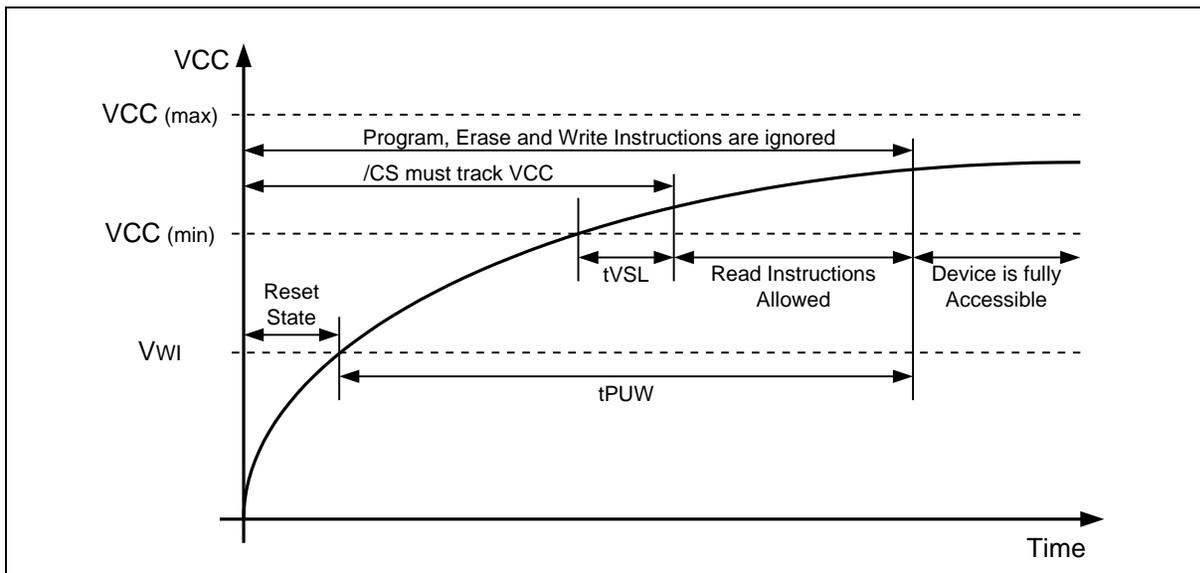 VCC
VCC (max)
Program, Erase and Write Instructions are ignored
/CS must track VCC
VCC (min)
tVSL
Read Instructions
Allowed
Device is fully
Accessible
Reset
State
VWI
tPUW
Time